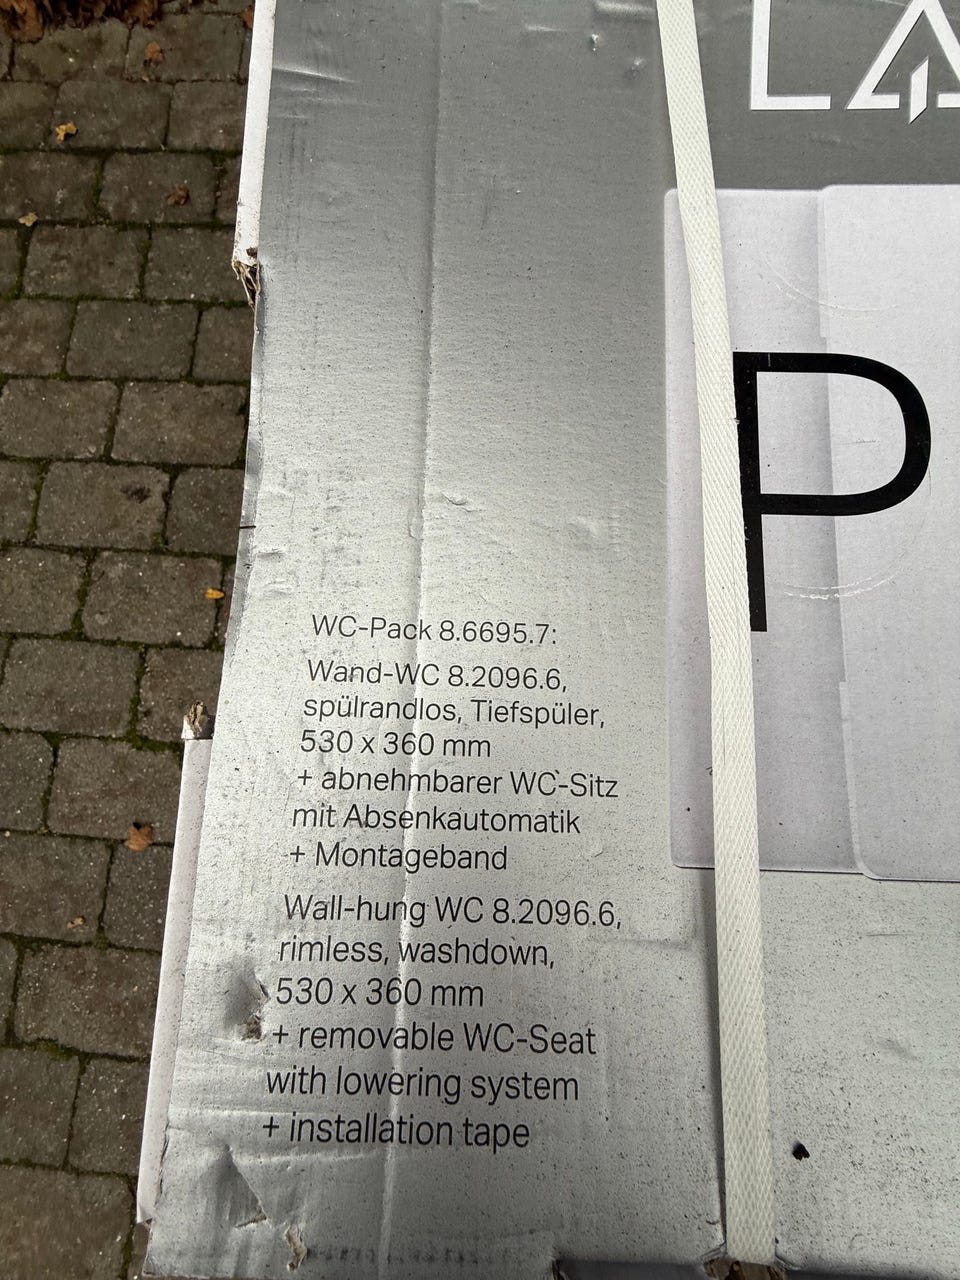 LA
P
WC-Pack 8.6695.7:
Wand-WC 8.2096.6,
spülrandlos, Tiefspüler,
530 x 360 mm
+ abnehmbarer WC-Sitz
mit Absenkautomatik
+ Montageband
Wall-hung WC 8.2096.6,
rimless, washdown,
530 x 360 mm
+ removable WC-Seat
with lowering system
+ installation tape